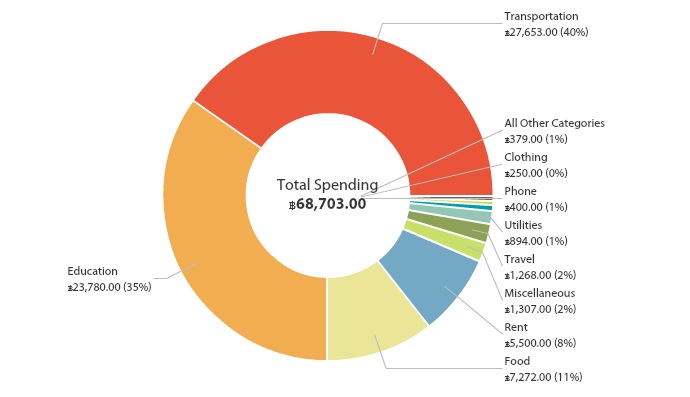 Transportation
฿27,653.00 (40%)
All Other Categories
฿379.00 (1%)
Clothing
฿250.00 (0%)
Phone
฿400.00 (1%)
Total Spending
฿68,703.00
Utilities
฿894.00 (1%)
Travel
฿1,268.00 (2%)
Education
฿23,780.00 (35%)
Miscellaneous
฿1,307.00 (2%)
Rent
฿5,500.00 (8%)
Food
฿7,272.00 (11%)